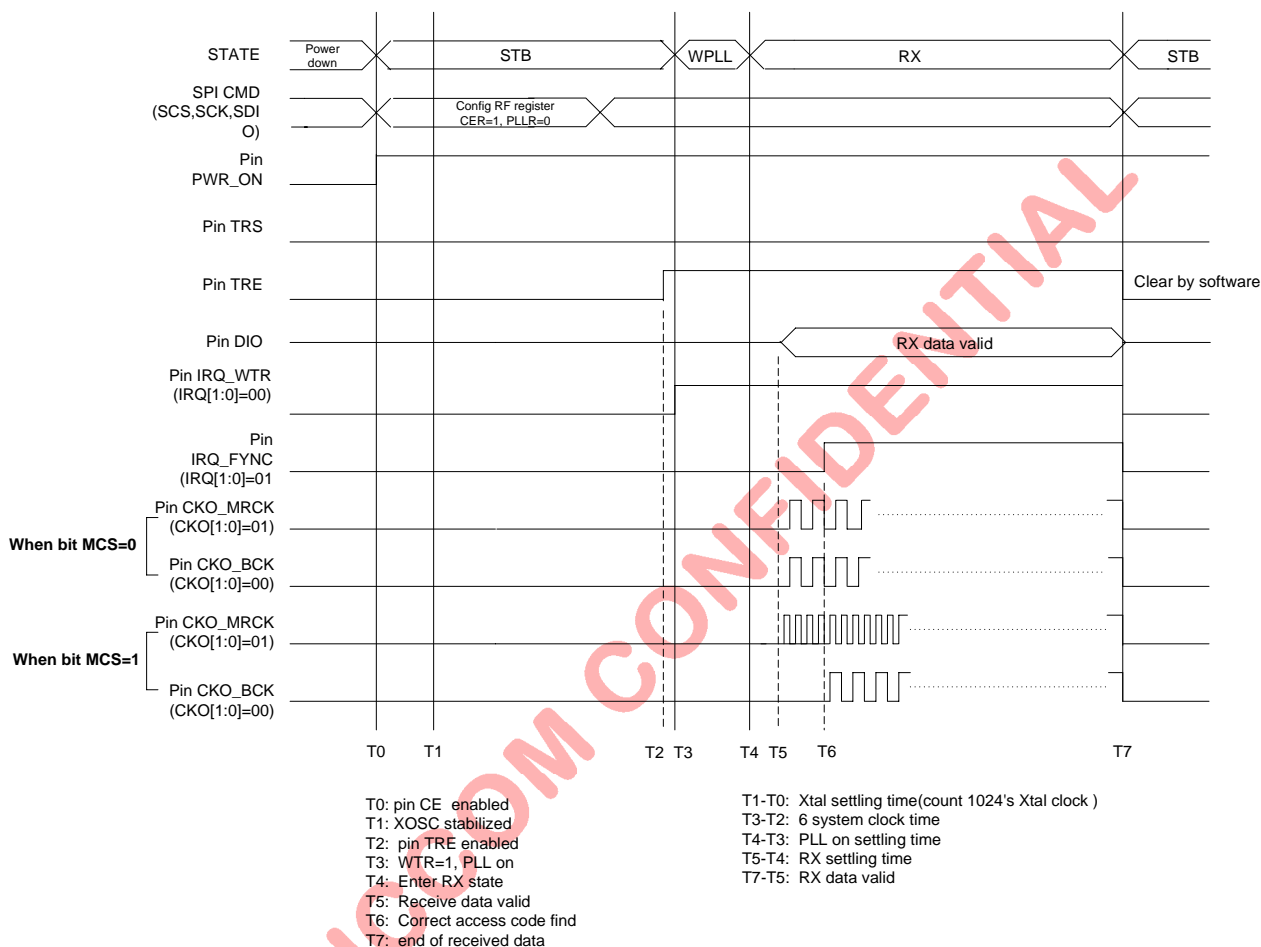 STATE
Power
down
STB
WPLL
RX
STB
SPI CMD
(SCS,SCK,SDI
O)
Config RF register
CER=1, PLLR=0
Pin
PWR_ON
Pin TRS
Pin TRE
Clear by software
Pin DIO
RX data valid
Pin IRQ_WTR
(IRQ[1:0]=00)
Pin
IRQ_FYNC
(IRQ[1:0]=01
Pin CKO_MRCK
(CKO[1:0]=01)
When bit MCS=0
Pin CKO_BCK
(CKO[1:0]=00)
Pin CKO_MRCK
(CKO[1:0]=01)
When bit MCS=1
Pin CKO_BCK
(CKO[1:0]=00)
T0 T1 T2 T3 T4 T5 T6 T7
T0: pin CE enabled
T1: XOSC stabilized
T2: pin TRE enabled
T3: WTR=1, PLL on
T4: Enter RX state
T5: Receive data valid
T6: Correct access code find
T7: end of received data
T1-T0: Xtal settling time(count 1024's Xtal clock )
T3-T2: 6 system clock time
T4-T3: PLL on settling time
T5-T4: RX settling time
T7-T5: RX data valid
CONFIDENTIAL